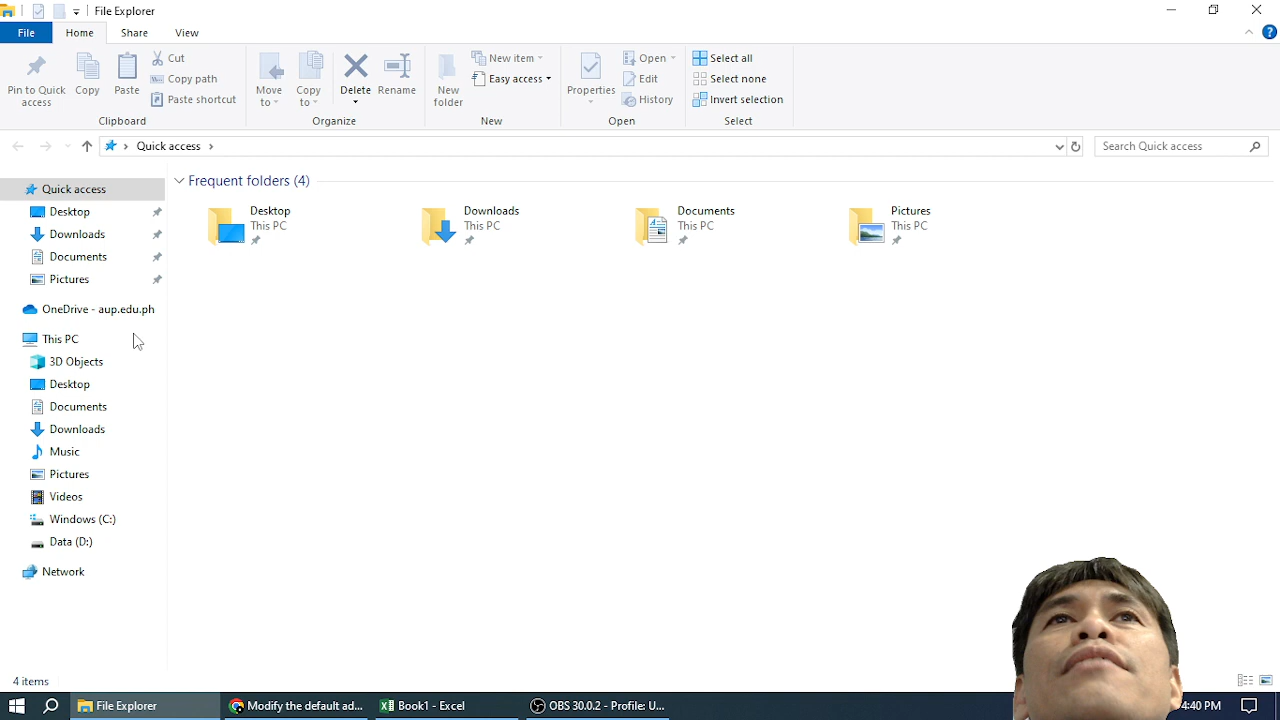 File Explorer
File Home Share View
Pin to Quick access
Copy
Paste
Cut
Copy path
Paste shortcut
Clipboard
Move to
Copy to
Delete
Rename
Organize
New folder
New item
Easy access
New
Properties
Open
Edit
History
Open
Select all
Select none
Invert selection
Select
Quick access
Search Quick access
Quick access
Desktop
Downloads
Documents
Pictures
OneDrive - aup.edu.ph
This PC
3D Objects
Desktop
Documents
Downloads
Music
Pictures
Videos
Windows (C:)
Data (D:)
Network
Frequent folders (4)
Desktop
This PC
Downloads
This PC
Documents
This PC
Pictures
This PC
4 items
File Explorer
Modify the default ad...
Book1 - Excel
OBS 30.0.2 - Profile: U...
4:40 PM